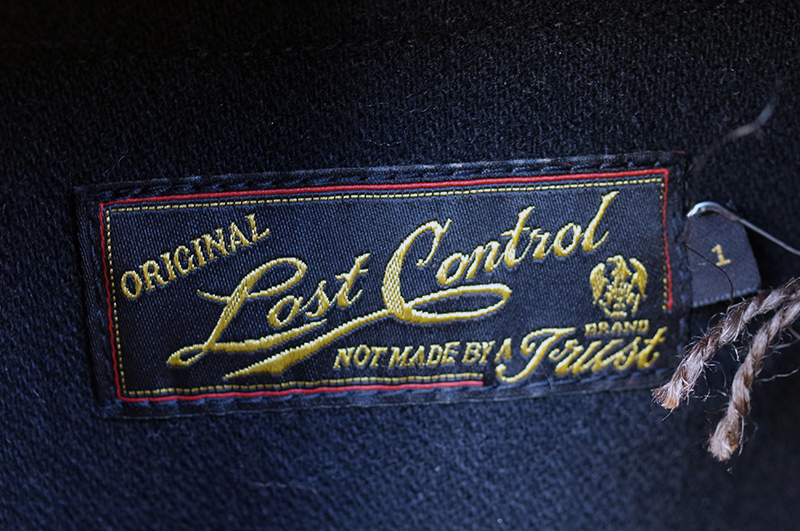 ORIGINAL
Lost Control
BRAND
NOT MADE BY A Trust
1